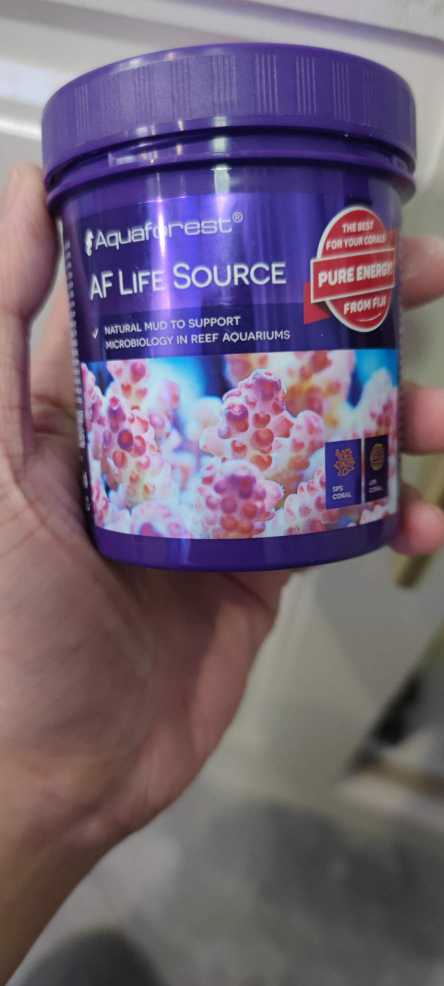 Aquaforest®
AF LIFE SOURCE
NATURAL MUD TO SUPPORT
MICROBIOLOGY IN REEF AQUARIUMS
THE BEST
FOR YOUR CORALS
PURE ENERGY
FROM FIJI
SPS
CORAL
LPS
CORAL